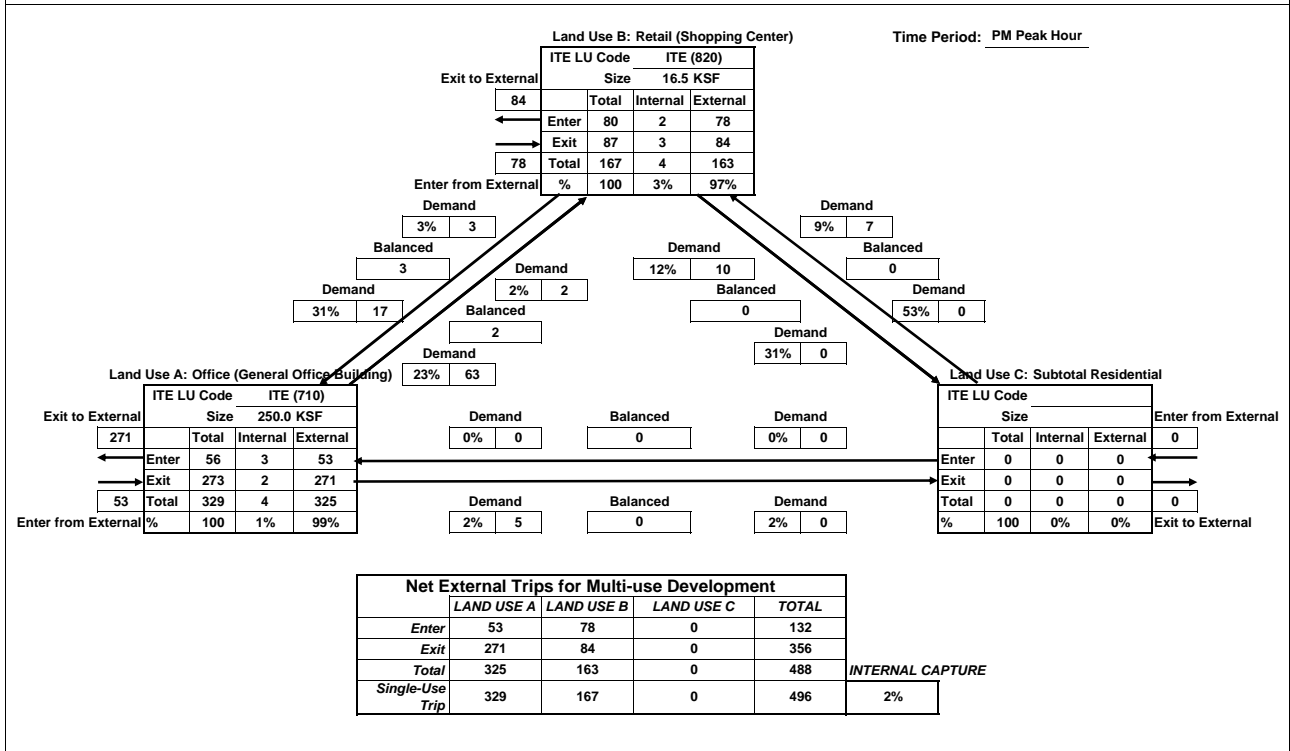 Land Use B: Retail (Shopping Center)
Time Period: PM Peak Hour
ITE LU Code ITE (820)
Exit to External Size 16.5 KSF
84 Total Internal External
Enter 80 2 78
Exit 87 3 84
78 Total 167 4 163
Enter from External % 100 3% 97%
Demand Demand
3% 3 9% 7
Balanced Demand Balanced
3 Demand 12% 10 0
Demand 2% 2 Balanced Demand
31% 17 Balanced 0 53% 0
2 Demand
Demand 31% 0
Land Use A: Office (General Office Building) 23% 63 Land Use C: Subtotal Residential
ITE LU Code ITE (710) ITE LU Code
Exit to External Size 250.0 KSF Demand Balanced Demand Size Enter from External
271 Total Internal External 0% 0 0 0% 0 Total Internal External 0
Enter 56 3 53 Enter 0 0 0
Exit 273 2 271 Exit 0 0 0
53 Total 329 4 325 Demand Balanced Demand Total 0 0 0 0
Enter from External % 100 1% 99% 2% 5 0 2% 0 % 100 0% 0% Exit to External
Net External Trips for Multi-use Development
LAND USE A LAND USE B LAND USE C TOTAL
Enter 53 78 0 132
Exit 271 84 0 356
Total 325 163 0 488 INTERNAL CAPTURE
Single-Use
Trip 329 167 0 496 2%